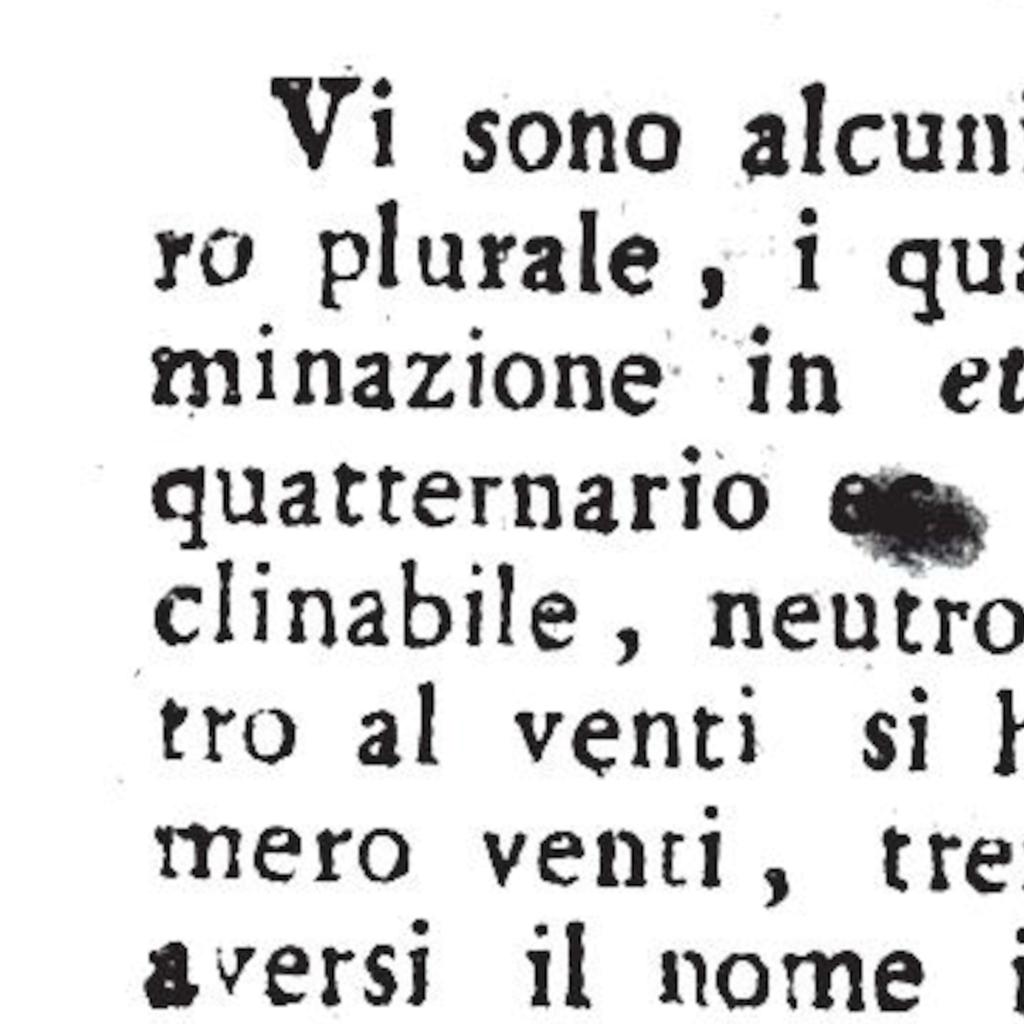 Vi sono alcuni
ro plurale , i qua
minazione in et
quatternario
clinabile , neutro
tro al venti si h
mero venti , tre
aversi il nome i